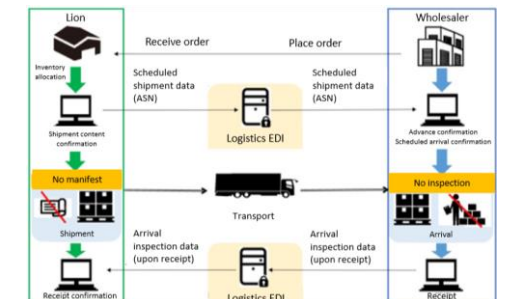 Lion
Wholesaler
Receive order
Place order
Inventory
allocation
Scheduled
shipment data
(ASN)
Scheduled
shipment data
(ASN)
Shipment content
confirmation
Logistics EDI
Advance confirmation
Scheduled arrival confirmation
No manifest
No inspection
Transport
Shipment
Arrival
Arrival
inspection data
(upon receipt)
Arrival
inspection data
(upon receipt)
Receipt confirmation
Logistics EDI
Receipt